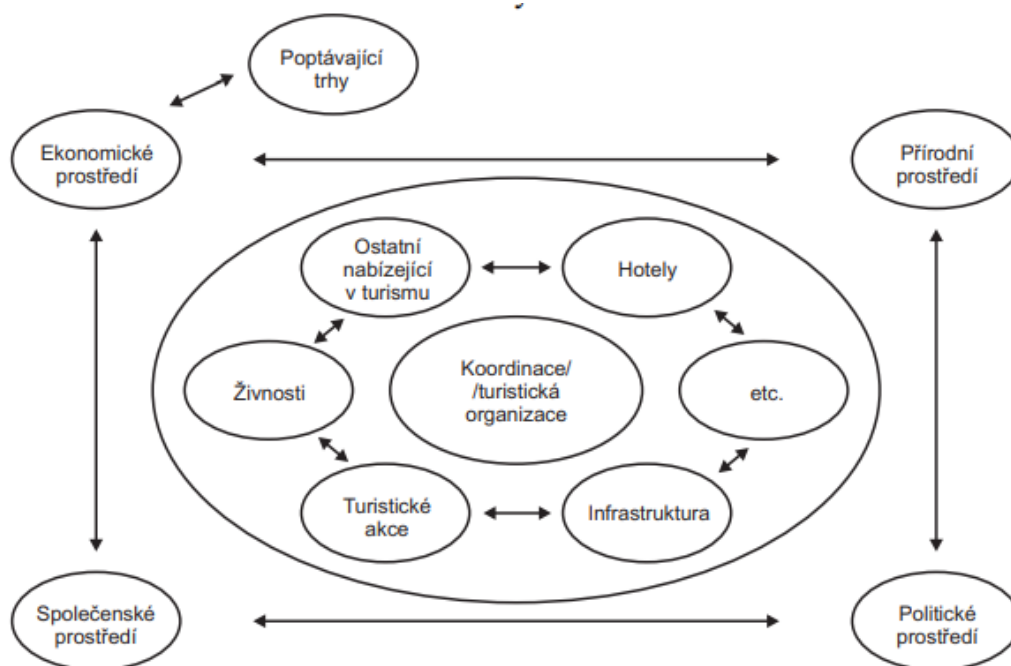 Poptávající
trhy
Ekonomické
prostředí
Přírodní
prostředí
Ostatní
nabízející
v turismu
Hotely
Živnosti
Koordinace/
/turistická
organizace
etc.
Turistické
akce
Infrastruktura
Společenské
prostředí
Politické
prostředí